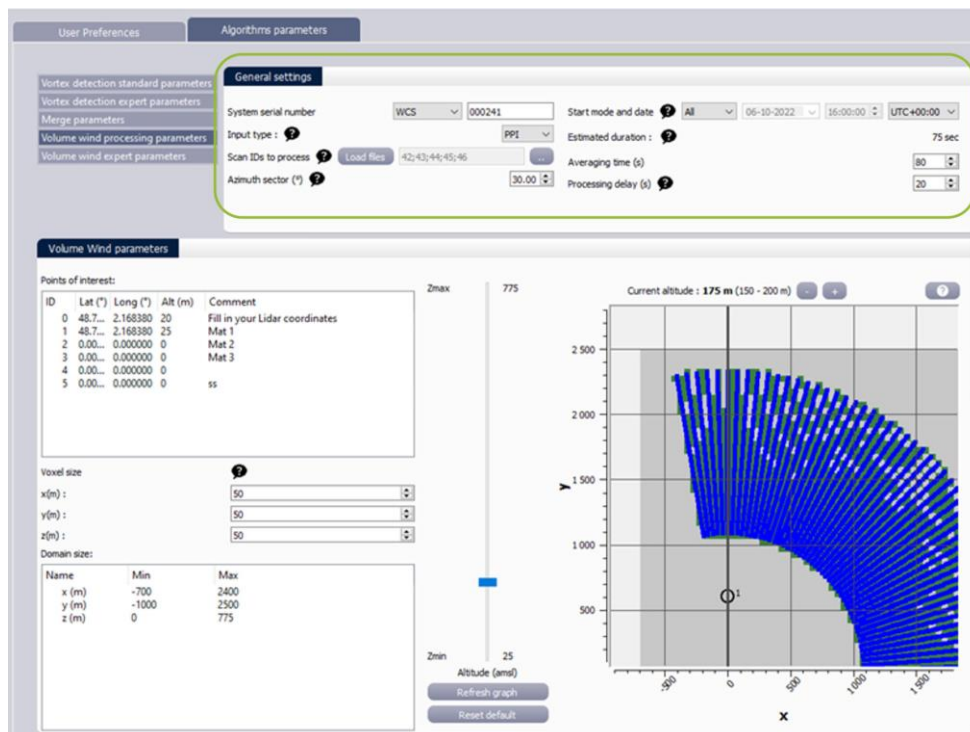 User Preferences
Algorithms parameters
Vortex detection standard parameters
Vortex detection expert parameters
Merge parameters
Volume wind processing parameters
Volume wind expert parameters
General settings
System serial number WCS 000241
Input type : ? PPI
Scan IDs to process ? Load files 42;43;44;45;46 ..
Azimuth sector (°) ? 30.00
Start mode and date ? All 06-10-2022 16:00:00 UTC+00:00
Estimated duration : ? 75 sec
Averaging time (s) 80
Processing delay (s) ? 20
Volume Wind parameters
Points of interest:
ID Lat (°) Long (°) Alt (m) Comment
0 48.7... 2.168380 20 Fill in your Lidar coordinates
1 48.7... 2.168380 25 Mat 1
2 0.00... 0.000000 0 Mat 2
3 0.00... 0.000000 0 Mat 3
4 0.00... 0.000000 0
5 0.00... 0.000000 0 ss
Voxel size ?
x(m) : 50
y(m) : 50
z(m) : 50
Domain size:
Name Min Max
x (m) -700 2400
y (m) -1000 2500
z (m) 0 775
Zmax 775
Zmin 25
Altitude (amsl)
Refresh graph
Reset default
Current altitude : 175 m (150 - 200 m) - + ?
2 500
2 000
1 500
1 000
500
y
1
-500 0 500 1 000 1 500
x